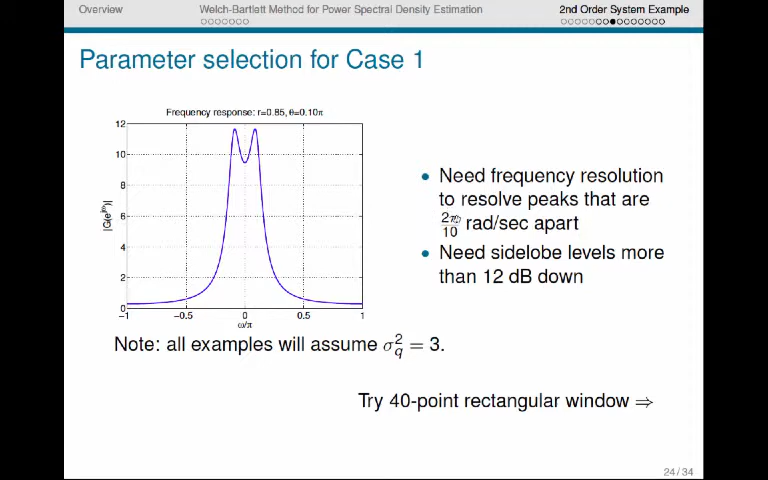 Overview
Welch-Bartlett Method for Power Spectral Density Estimation
2nd Order System Example
Parameter selection for Case 1
Frequency response: r=0.85, θ=0.10π
12
10
8
6
4
2
0
|G(e^{jω})|
−1 −0.5 0 0.5 1
ω/π
• Need frequency resolution
to resolve peaks that are
2π/10 rad/sec apart
• Need sidelobe levels more
than 12 dB down
Note: all examples will assume σ_q^2 = 3.
Try 40-point rectangular window ⇒
24 / 34